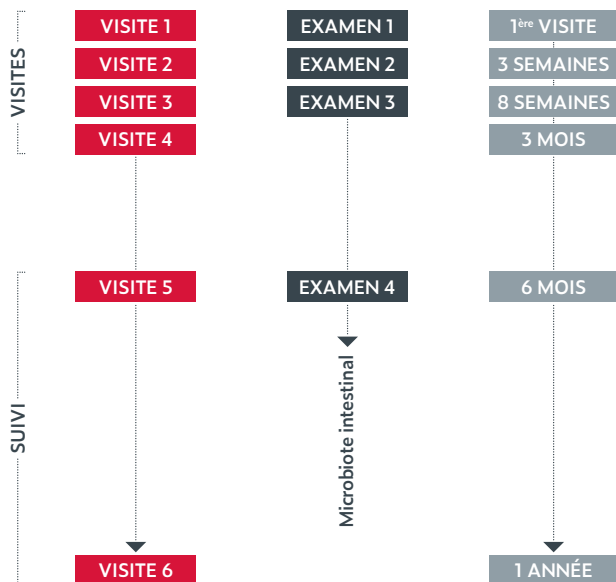 VISITES
VISITE 1
EXAMEN 1
1ère VISITE
VISITE 2
EXAMEN 2
3 SEMAINES
VISITE 3
EXAMEN 3
8 SEMAINES
VISITE 4
3 MOIS
SUIVI
VISITE 5
EXAMEN 4
6 MOIS
Microbiote intestinal
VISITE 6
1 ANNÉE